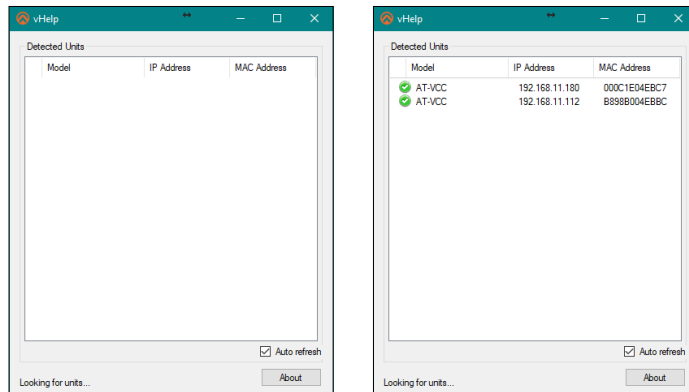 vHelp
Detected Units
Model IP Address MAC Address
Auto refresh
Looking for units...
About
vHelp
Detected Units
Model IP Address MAC Address
AT-VCC 192.168.11.180 000C1E04EBC7
AT-VCC 192.168.11.112 B898B004EBBC
Auto refresh
Looking for units...
About